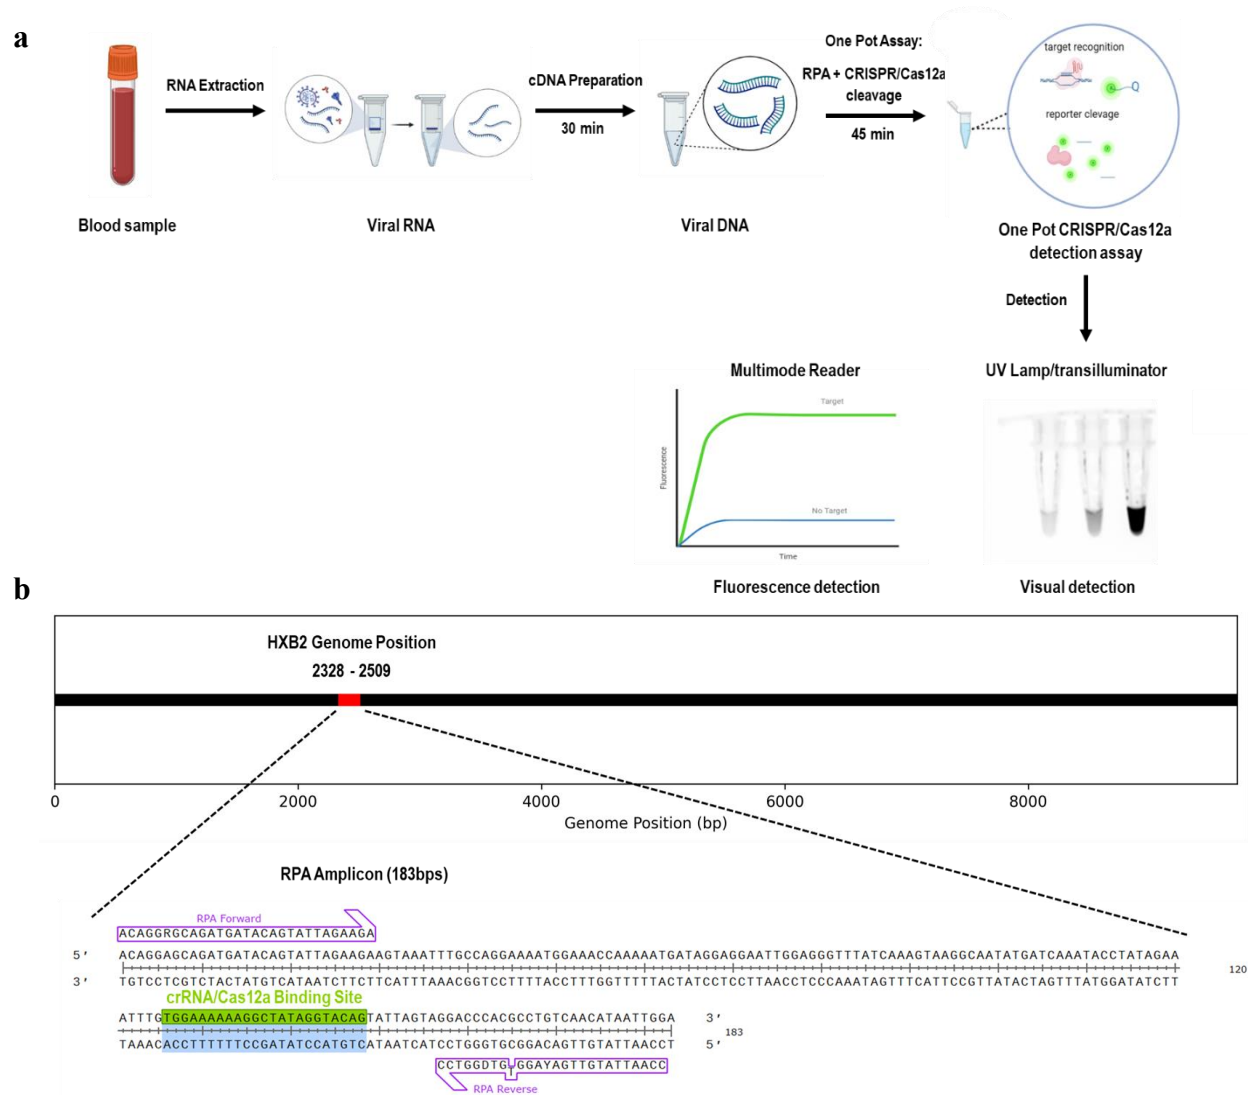 a
RNA Extraction
cDNA Preparation
30 min
One Pot Assay:
RPA + CRISPR/Cas12a
cleavage
45 min
target recognition
reporter clevage
Blood sample
Viral RNA
Viral DNA
One Pot CRISPR/Cas12a
detection assay
Detection
Multimode Reader
UV Lamp/transilluminator
Target
No Target
Fluorescence
Time
Fluorescence detection
Visual detection
b
HXB2 Genome Position
2328 - 2509
0 2000 4000 6000 8000
Genome Position (bp)
RPA Amplicon (183bps)
RPA Forward
ACAGGRGCAGATGATACAGTATTAGAAGA
5 ' ACAGGAGCAGATGATACAGTATTAGAAGAAGTAAATTTGCCAGGAAAATGGAAACCAAAAATGATAGGAGGAATTGGAGGGTTTATCAAAGTAAGGCAATATGATCAAATACCTATAGAA
120
3 ' TGTCCTCGTCTACTATGTCATAATCTTCTTCATTTAAACGGTCCTTTTACCTTTGGTTTTTACTATCCTCCTTAACCTCCCAAATAGTTTCATTCCGTTATACTAGTTTATGGATATCTT
crRNA/Cas12a Binding Site
ATTTGTGGAAAAAAGGCTATAGGTACAGTATTAGTAGGACCCACGCCTGTCAACATAATTGGA 3 '
183
TAAACACCTTTTTTCCGATATCCATGTCATAATCATCCTGGGTGCGGACAGTTGTATTAACCT 5 '
CCTGGDTGTGGAYAGTTGTATTAACC
RPA Reverse